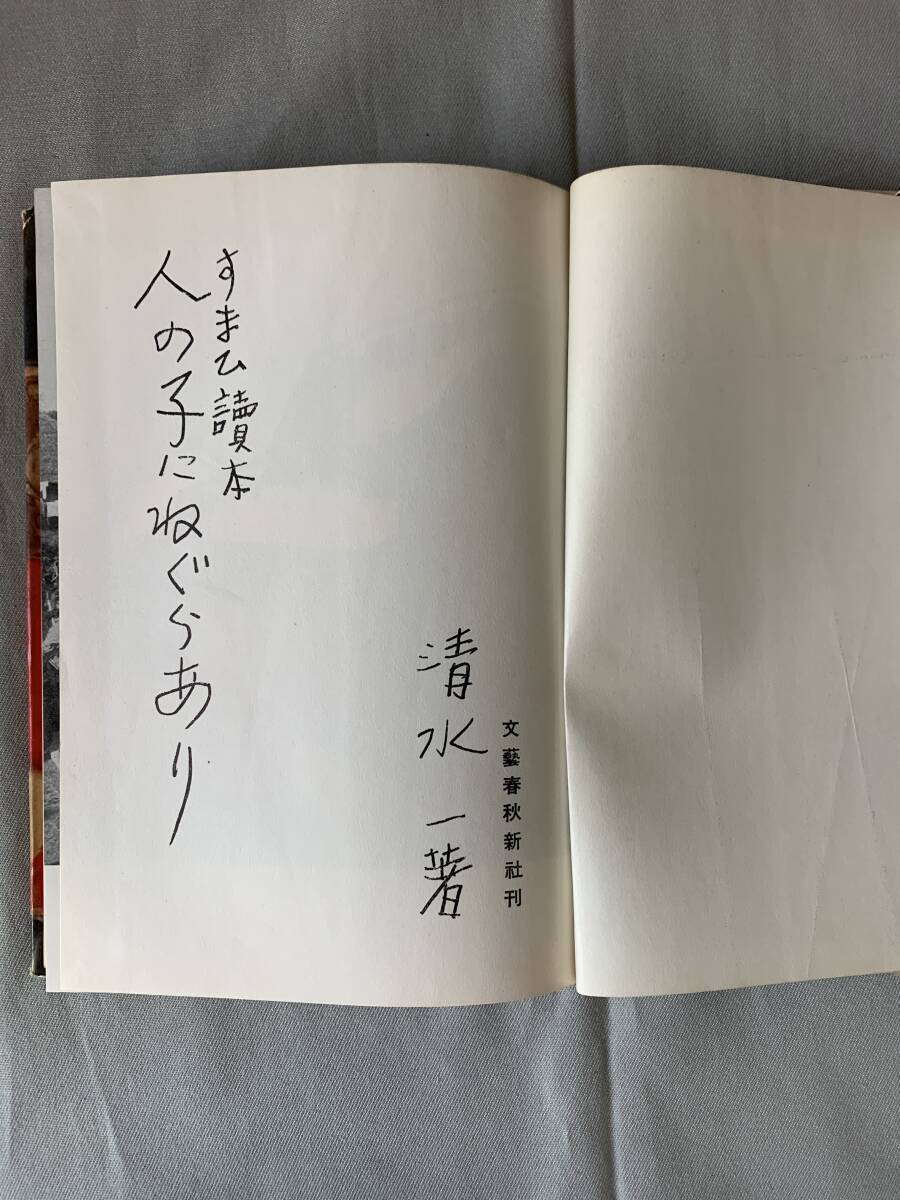 すまひ讀本
人の子にねぐらあり
清水一著
文藝春秋新社刊